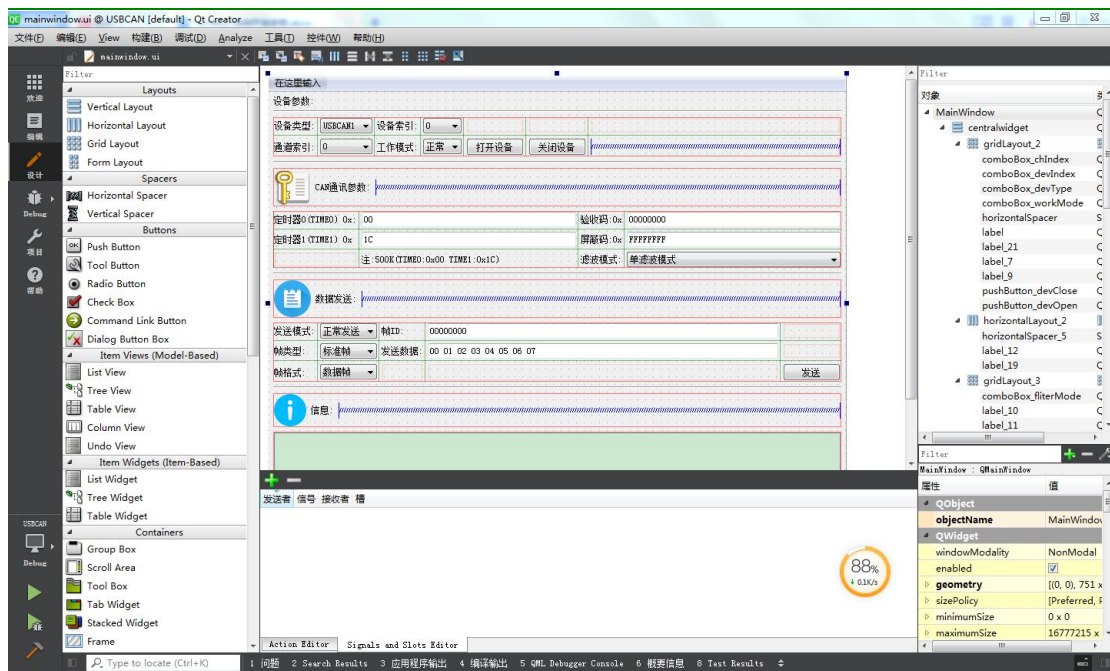 mainwindow.ui @ USBCAN [default] - Qt Creator
文件(F) 编辑(E) View 构建(B) 调试(D) Analyze 工具(T) 控件(W) 帮助(H)
mainwindow.ui
欢迎
编辑
设计
Debug
项目
帮助
USBCAN
Debug
Filter
Layouts
Vertical Layout
Horizontal Layout
Grid Layout
Form Layout
Spacers
Horizontal Spacer
Vertical Spacer
Buttons
Push Button
Tool Button
Radio Button
Check Box
Command Link Button
Dialog Button Box
Item Views (Model-Based)
List View
Tree View
Table View
Column View
Undo View
Item Widgets (Item-Based)
List Widget
Tree Widget
Table Widget
Containers
Group Box
Scroll Area
Tool Box
Tab Widget
Stacked Widget
Frame
在这里输入
设备参数:
设备类型: USBCAN1 设备索引: 0
通道索引: 0 工作模式: 正常 打开设备 关闭设备
CAN通讯参数:
定时器0(TIME0) 0x: 00 验收码:0x 00000000
定时器1(TIME1) 0x 1C 屏蔽码:0x FFFFFFFF
注:500K(TIME0:0x00 TIME1:0x1C) 滤波模式: 单滤波模式
数据发送:
发送模式: 正常发送 帧ID: 00000000
帧类型: 标准帧 发送数据: 00 01 02 03 04 05 06 07
帧格式: 数据帧 发送
信息:
发送者 信号 接收者 槽
88%
0.1K/s
Action Editor Signals and Slots Editor
Filter
对象
MainWindow
centralwidget
gridLayout_2
comboBox_chIndex
comboBox_devIndex
comboBox_devType
comboBox_workMode
horizontalSpacer
label
label_21
label_7
label_9
pushButton_devClose
pushButton_devOpen
horizontalLayout_2
horizontalSpacer_5
label_12
label_19
gridLayout_3
comboBox_fliterMode
label_10
label_11
Filter
MainWindow : QMainWindow
属性 值
QObject
objectName MainWindow
QWidget
windowModality NonModal
enabled
geometry [(0, 0), 751 x
sizePolicy [Preferred,
minimumSize 0 x 0
maximumSize 16777215 x
Type to locate (Ctrl+K) 1 问题 2 Search Results 3 应用程序输出 4 编译输出 5 QML Debugger Console 6 概要信息 8 Test Results